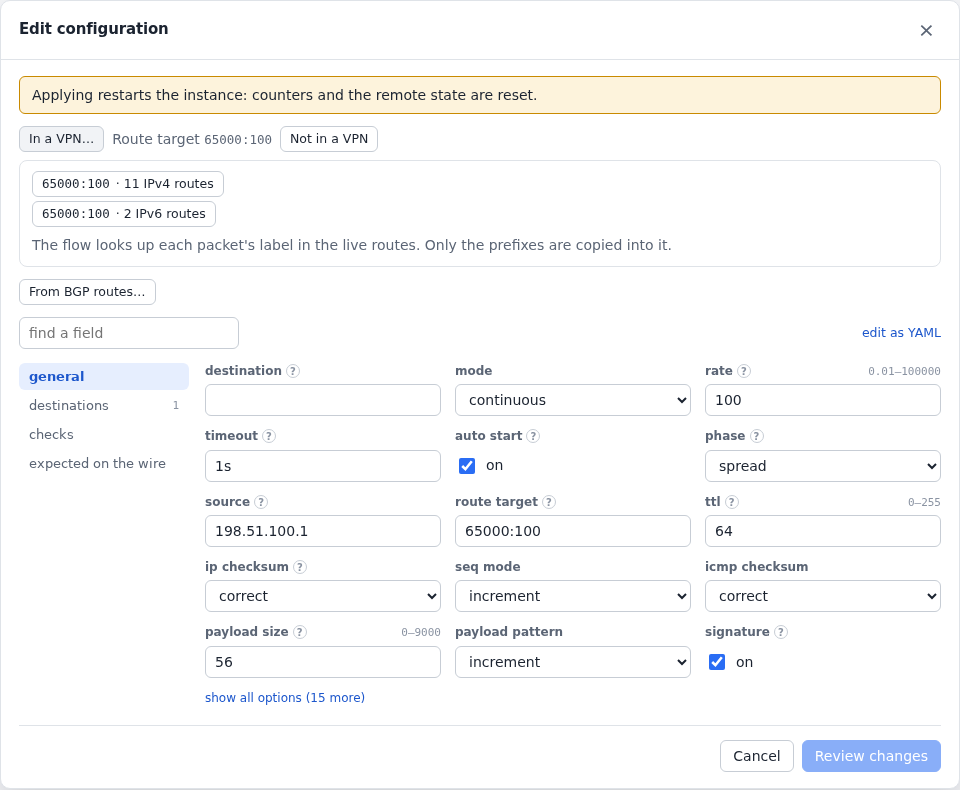 Edit configuration
×
Applying restarts the instance: counters and the remote state are reset.
In a VPN… Route target 65000:100 Not in a VPN
65000:100 · 11 IPv4 routes
65000:100 · 2 IPv6 routes
The flow looks up each packet's label in the live routes. Only the prefixes are copied into it.
From BGP routes…
find a field
edit as YAML
general
destinations 1
checks
expected on the wire
destination ? mode rate ? 0.01–100000
continuous 100
timeout ? auto start ? phase ?
1s on spread
source ? route target ? ttl ? 0–255
198.51.100.1 65000:100 64
ip checksum ? seq mode icmp checksum
correct increment correct
payload size ? 0–9000 payload pattern signature ?
56 increment on
show all options (15 more)
Cancel Review changes